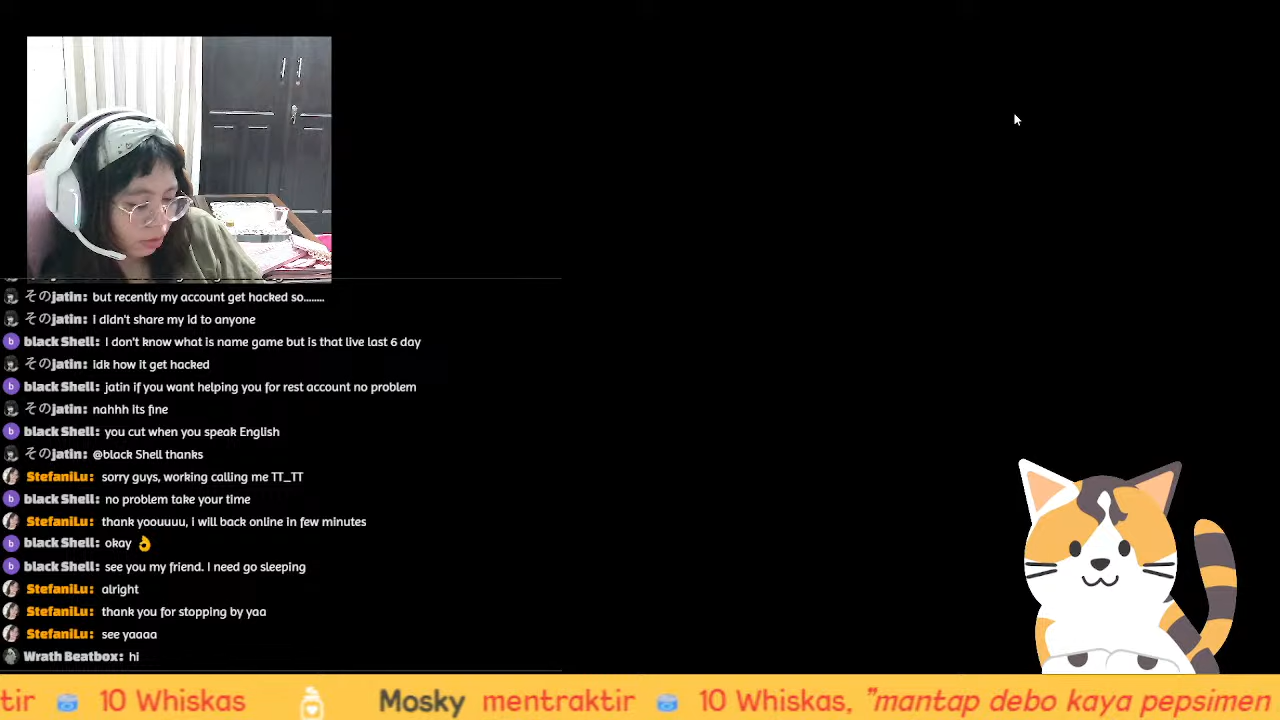 そのjatin: but recently my account get hacked so........
そのjatin: i didn't share my id to anyone
b black Shell: I don't know what is name game but is that live last 6 day
そのjatin: idk how it get hacked
b black Shell: jatin if you want helping you for rest account no problem
そのjatin: nahhh its fine
b black Shell: you cut when you speak English
そのjatin: @black Shell thanks
StefaniLu: sorry guys, working calling me TT_TT
b black Shell: no problem take your time
StefaniLu: thank yoouuuu, i will back online in few minutes
b black Shell: okay 👌
b black Shell: see you my friend. I need go sleeping
StefaniLu: alright
StefaniLu: thank you for stopping by yaa
StefaniLu: see yaaaa
Wrath Beatbox: hi
tir 10 Whiskas Mosky mentraktir 10 Whiskas, "mantap debo kaya pepsimen